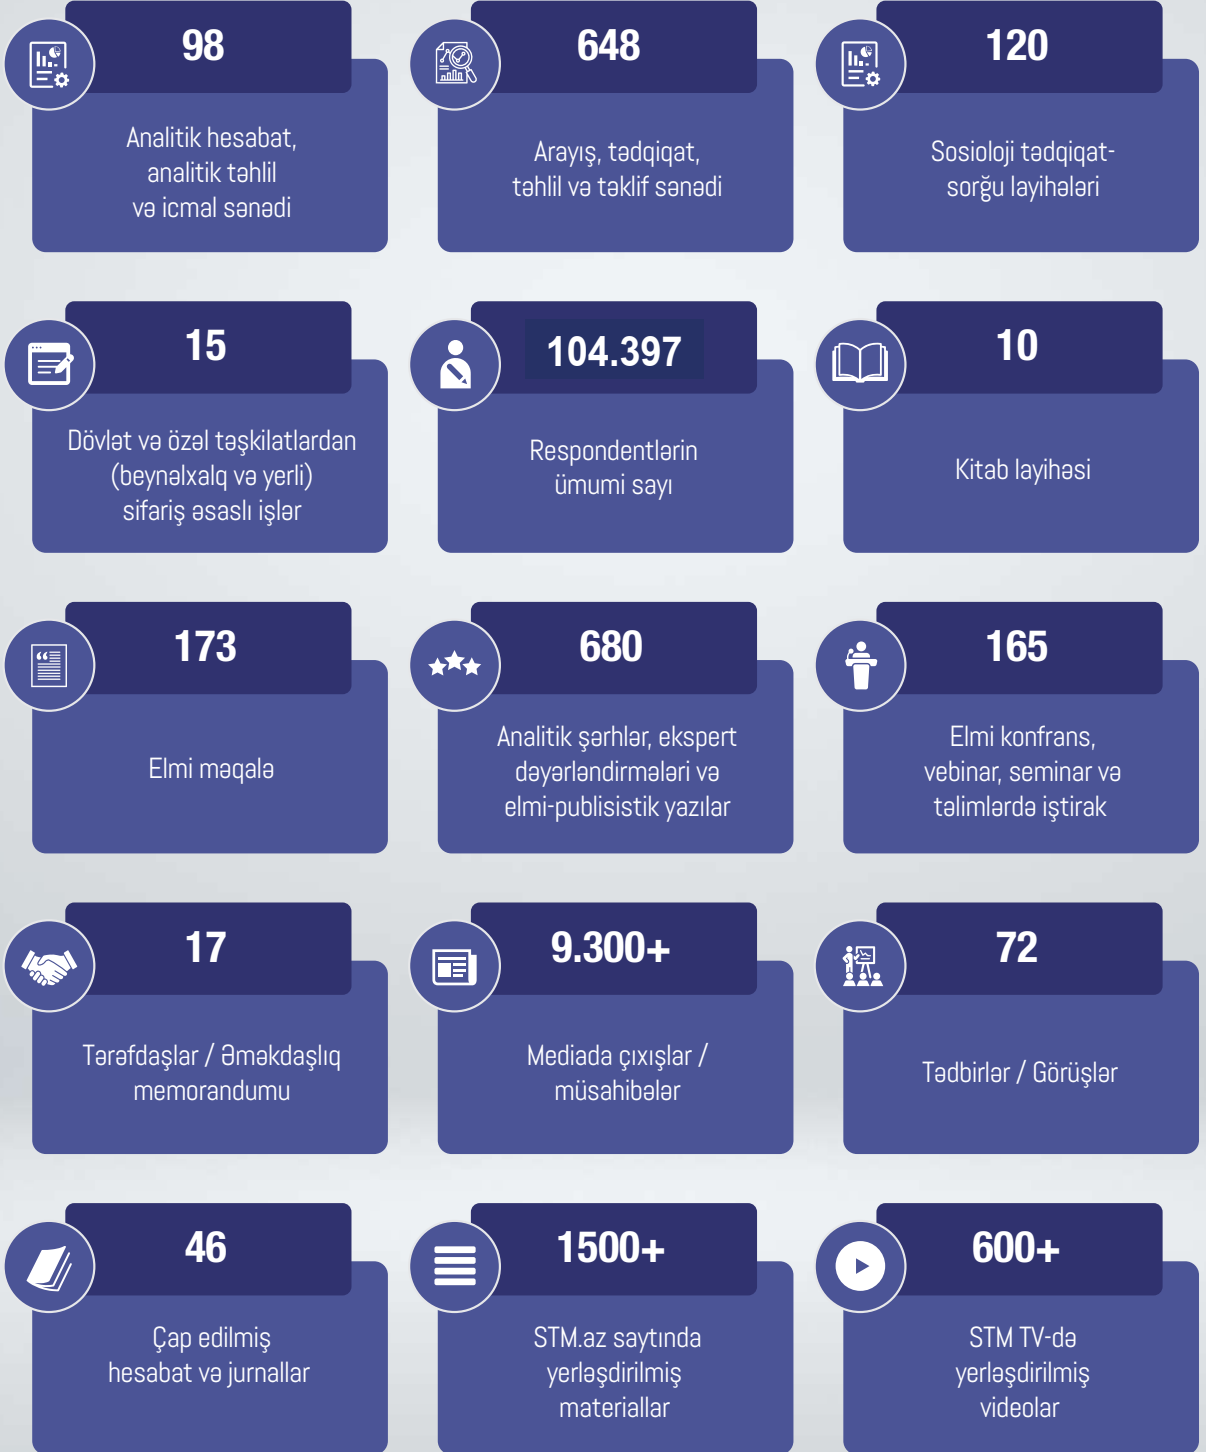 98
Analitik hesabat,
analitik təhlil
və icmal sənədi
648
Arayış, tədqiqat,
təhlil və təklif sənədi
120
Sosioloji tədqiqat-
sorğu layihələri
15
Dövlət və özəl təşkilatlardan
(beynəlxalq və yerli)
sifariş əsaslı işlər
104.397
Respondentlərin
ümumi sayı
10
Kitab layihəsi
173
Elmi məqalə
680
Analitik şərhlər, ekspert
dəyərləndirmələri və
elmi-publisistik yazılar
165
Elmi konfrans,
vebinar, seminar və
təlimlərdə iştirak
17
Tərəfdaşlar / Əməkdaşlıq
memorandumu
9.300+
Mediada çıxışlar /
müsahibələr
72
Tədbirlər / Görüşlər
46
Çap edilmiş
hesabat və jurnallar
1500+
STM.az saytında
yerləşdirilmiş
materiallar
600+
STM TV-də
yerləşdirilmiş
videolar